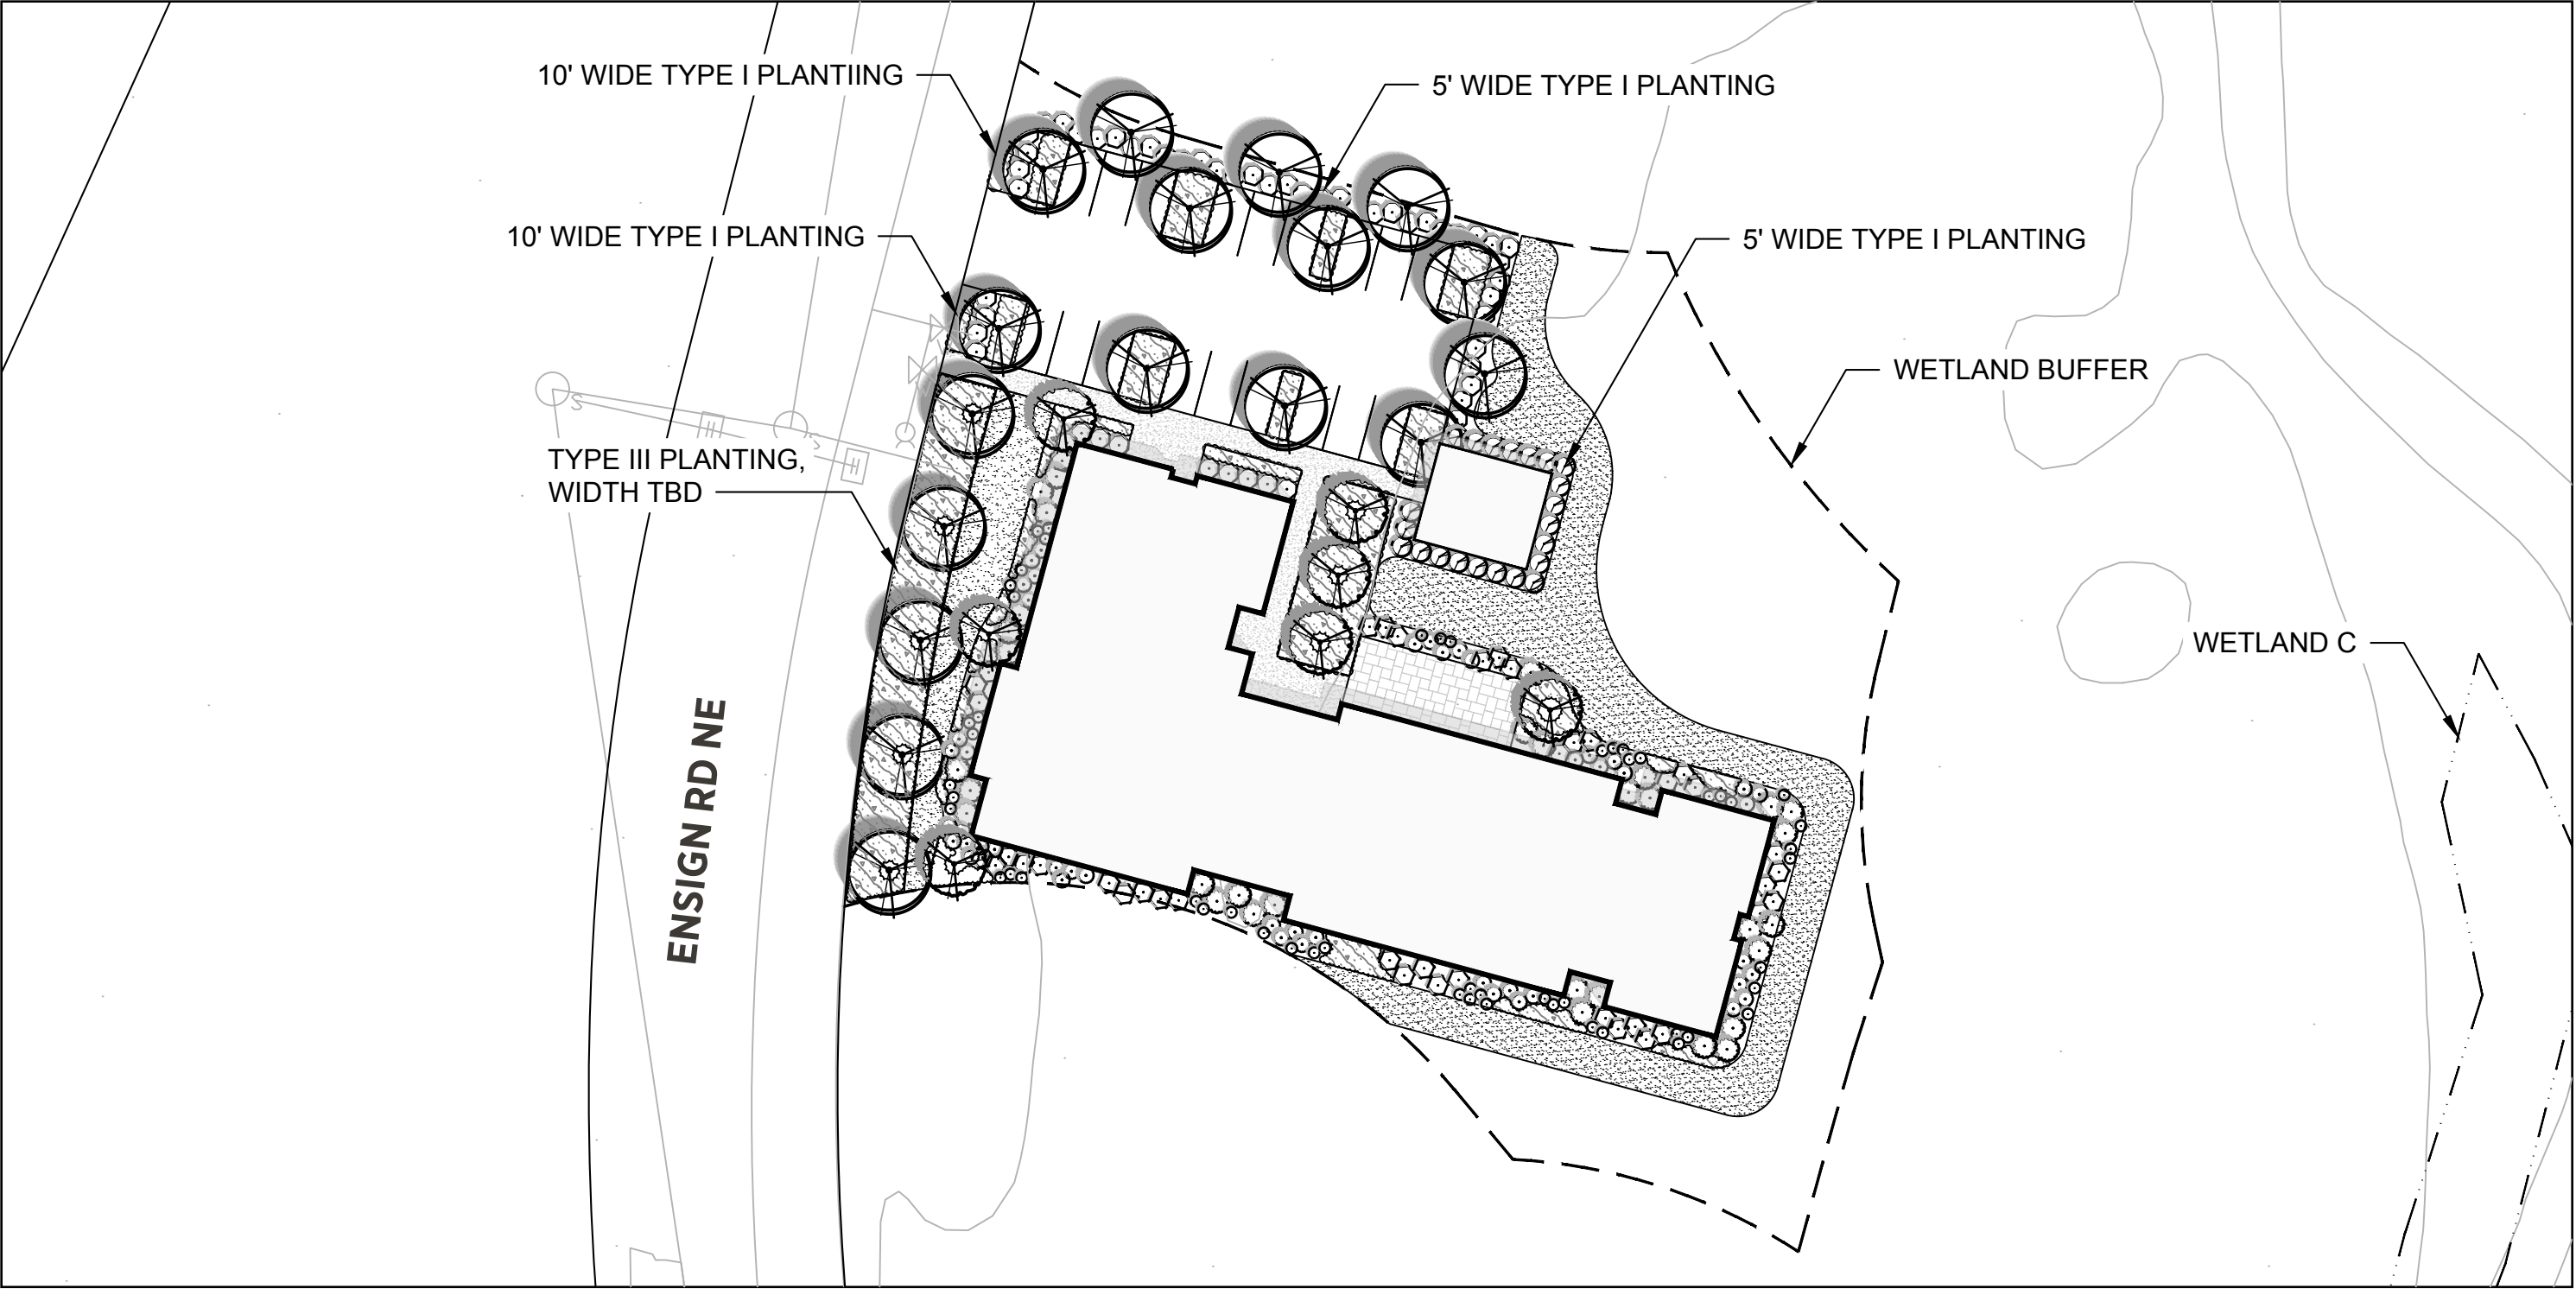 10' WIDE TYPE I PLANTIING
5' WIDE TYPE I PLANTING
10' WIDE TYPE I PLANTING
5' WIDE TYPE I PLANTING
WETLAND BUFFER
TYPE III PLANTING,
WIDTH TBD
WETLAND C
ENSIGN RD NE
S
S